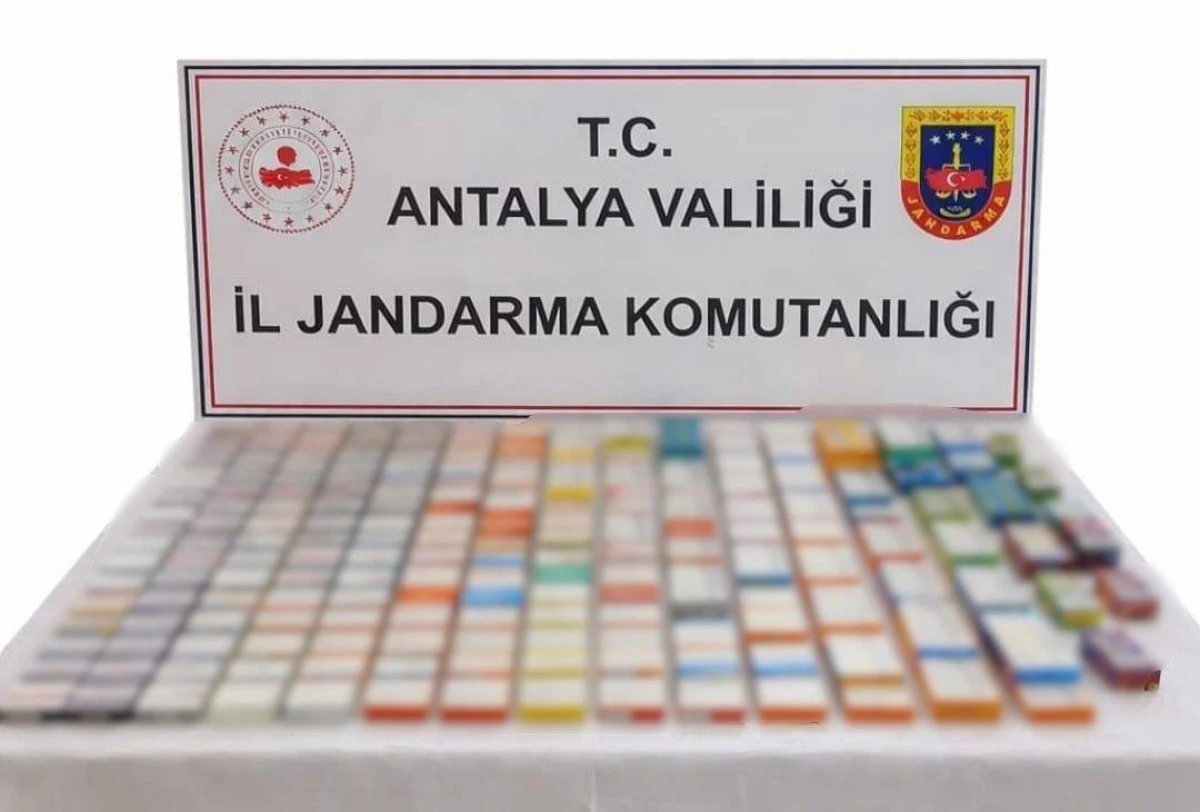 T.C.
ANTALYA VALİLİĞİ
JANDARMA
İL JANDARMA KOMUTANLIĞI